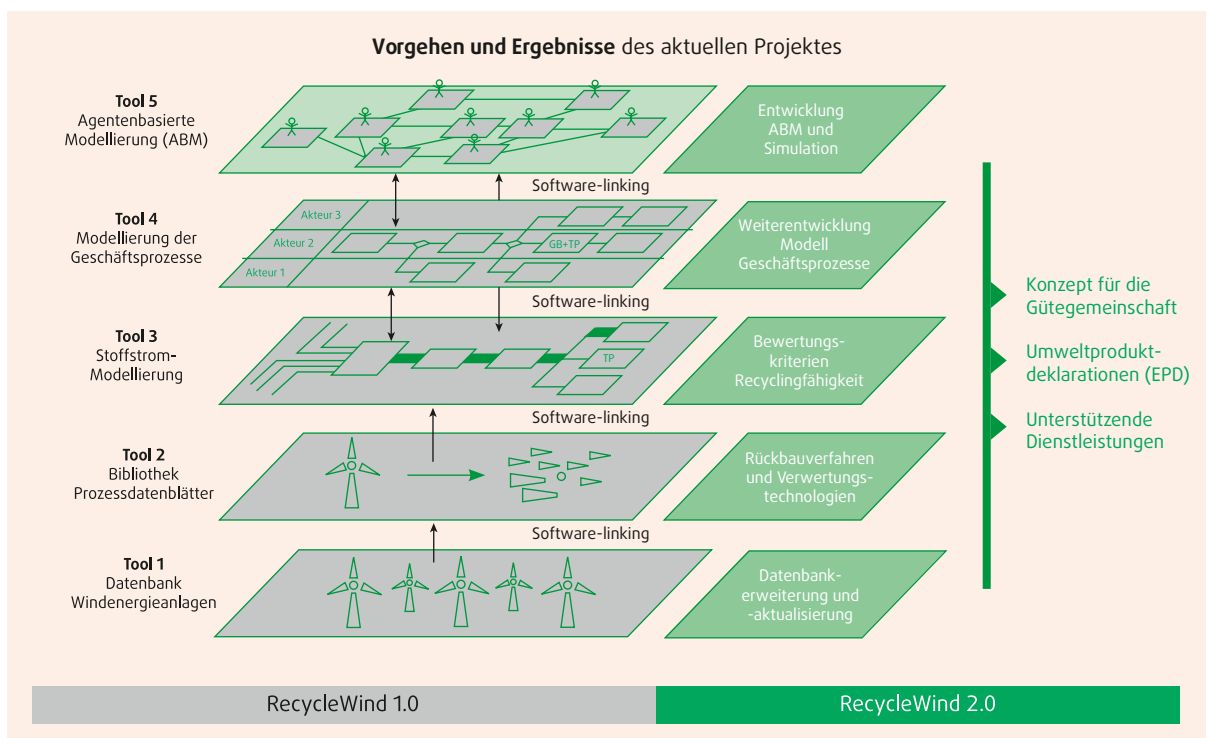 Vorgehen und Ergebnisse des aktuellen Projektes
Tool 5
Agentenbasierte
Modellierung (ABM)
Entwicklung
ABM und
Simulation
Software-linking
Tool 4
Modellierung der
Geschäftsprozesse
Akteur 3
Akteur 2
Akteur 1
GB+TP
Weiterentwicklung
Modell
Geschäftsprozesse
Software-linking
Tool 3
Stoffstrom-
Modellierung
TP
Bewertungs-
kriterien
Recyclingfähigkeit
Software-linking
Tool 2
Bibliothek
Prozessdatenblätter
Rückbauverfahren
und Verwertungs-
technologien
Software-linking
Tool 1
Datenbank
Windenergieanlagen
Datenbank-
erweiterung und
-aktualisierung
Konzept für die
Gütegemeinschaft
Umweltprodukt-
deklarationen (EPD)
Unterstützende
Dienstleistungen
RecycleWind 1.0
RecycleWind 2.0